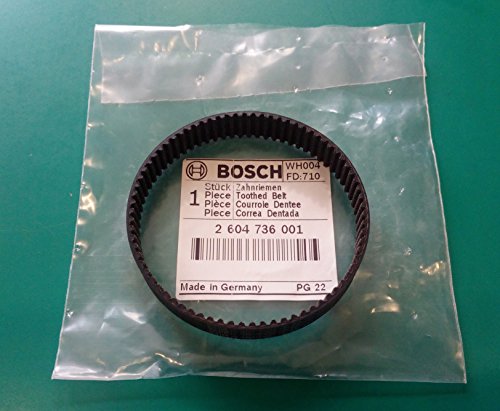 BOSCH WH004
FD:710
1 Stück Zahnriemen
Piece Toothed Belt
Pièce Courroie Dentee
Piece Correa Dentada
2 604 736 001
Made in Germany PG 22